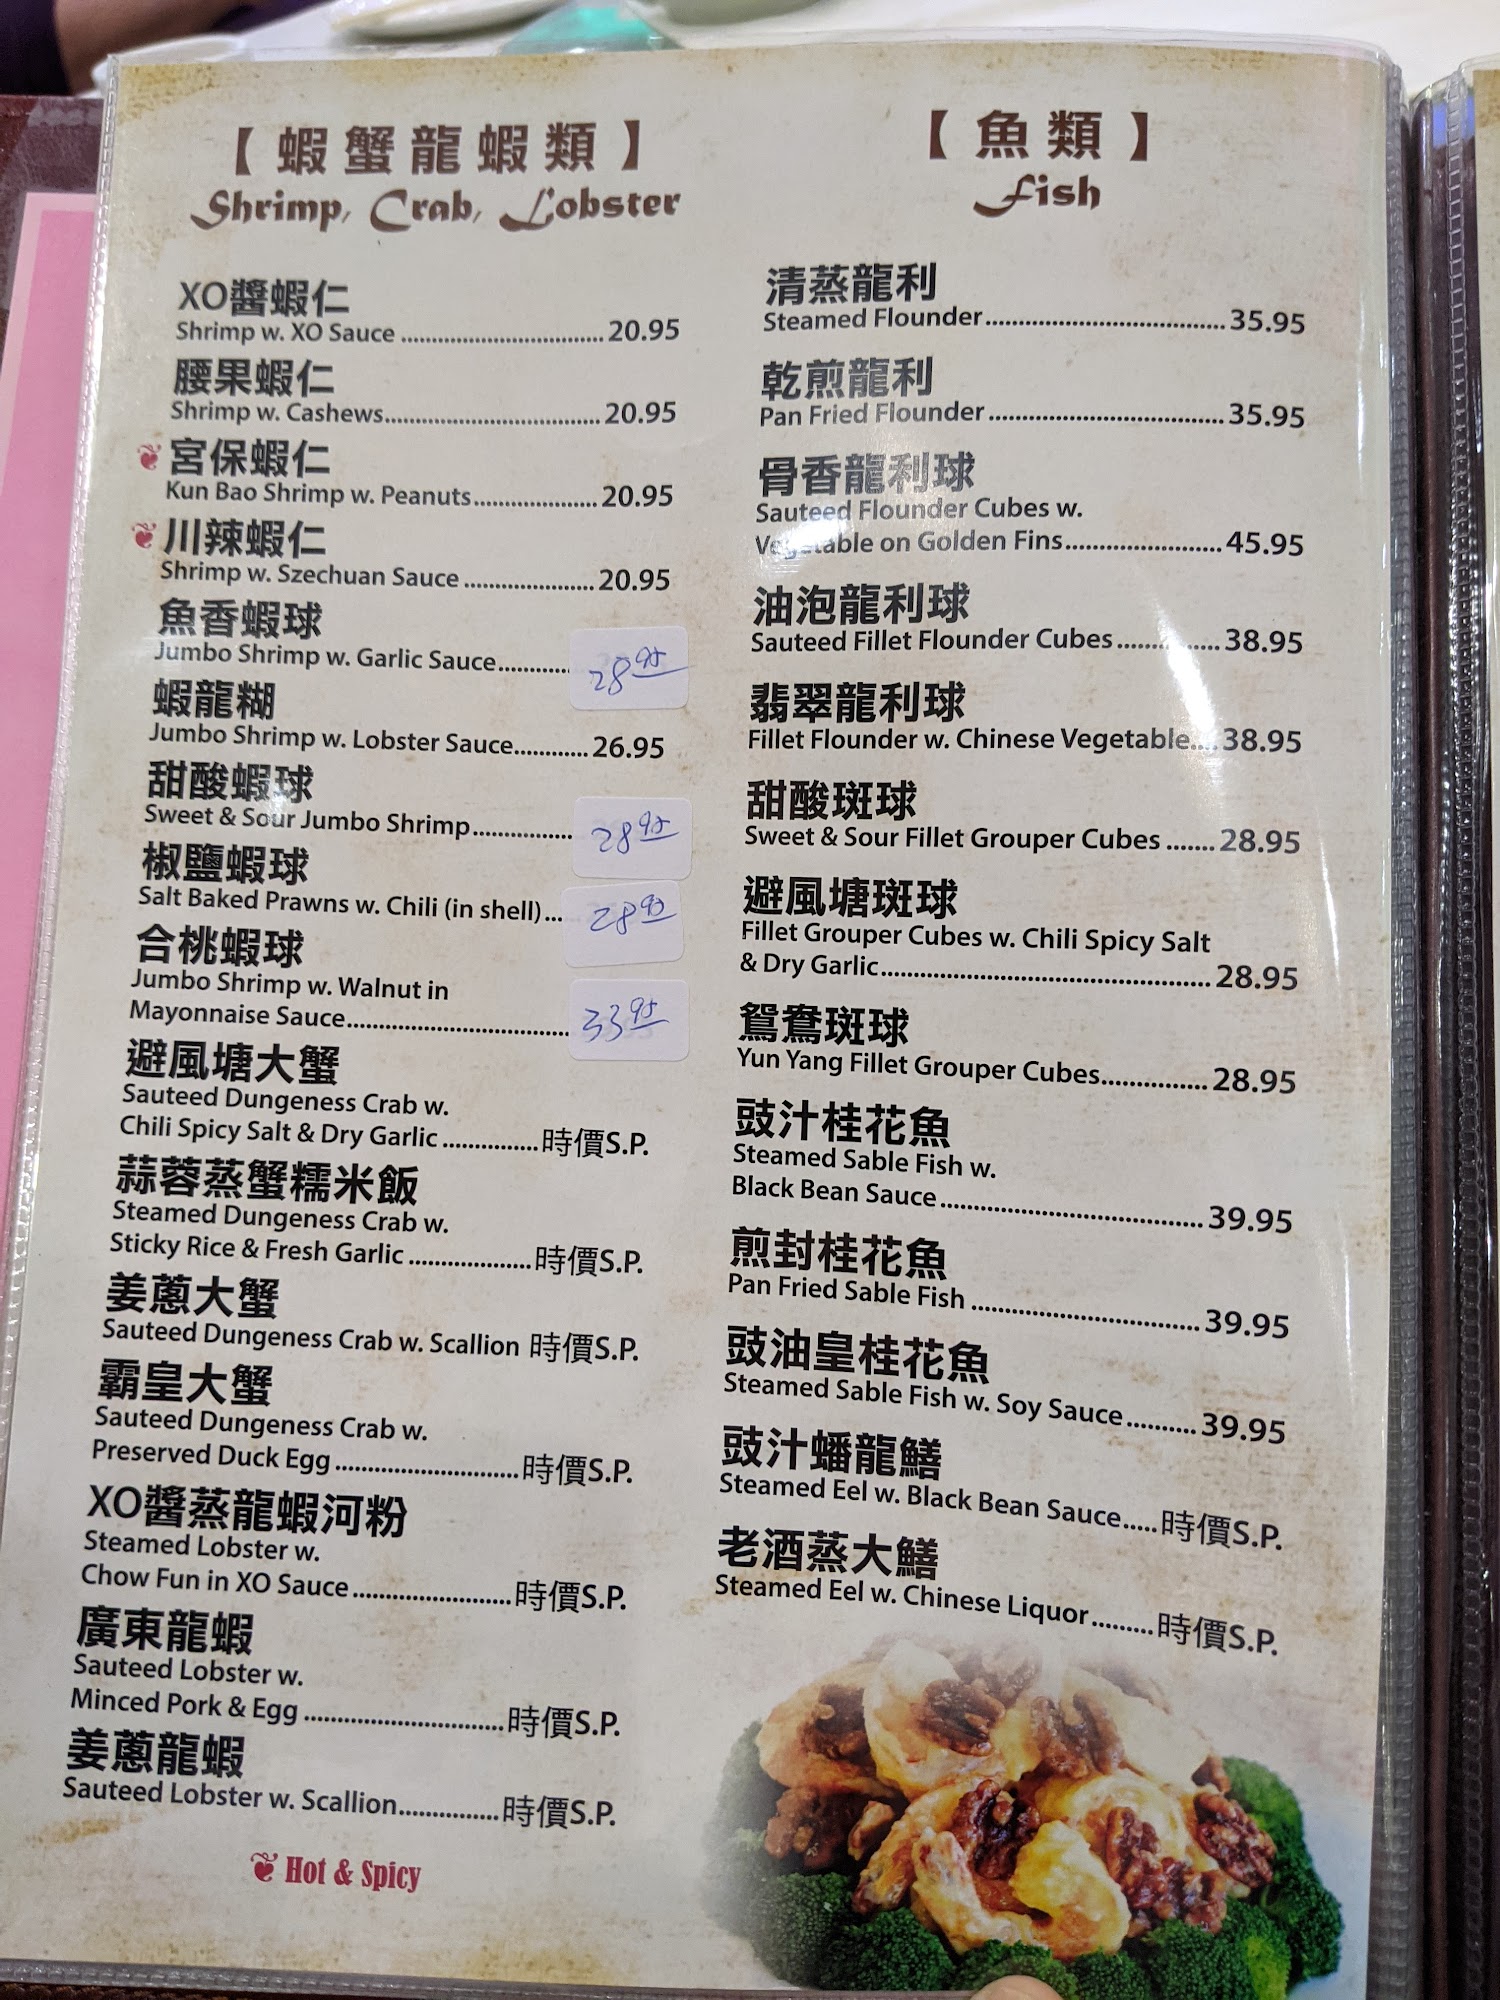 【 蝦 蟹 龍 蝦 類 】
Shrimp, Crab, Lobster
XO醬蝦仁
Shrimp w. XO Sauce ................................ 20.95
腰果蝦仁
Shrimp w. Cashews.................................. 20.95
宮保蝦仁
Kun Bao Shrimp w. Peanuts................... 20.95
川辣蝦仁
Shrimp w. Szechuan Sauce .................... 20.95
魚香蝦球
Jumbo Shrimp w. Garlic Sauce........... 28 95
蝦龍糊
Jumbo Shrimp w. Lobster Sauce............ 26.95
甜酸蝦球
Sweet & Sour Jumbo Shrimp................ 28 95
椒鹽蝦球
Salt Baked Prawns w. Chili (in shell)... 28 95
合桃蝦球
Jumbo Shrimp w. Walnut in
Mayonnaise Sauce................................... 33 95
避風塘大蟹
Sauteed Dungeness Crab w.
Chili Spicy Salt & Dry Garlic ............... 時價S.P.
蒜蓉蒸蟹糯米飯
Steamed Dungeness Crab w.
Sticky Rice & Fresh Garlic ................... 時價S.P.
姜蔥大蟹
Sauteed Dungeness Crab w. Scallion 時價S.P.
霸皇大蟹
Sauteed Dungeness Crab w.
Preserved Duck Egg ............................. 時價S.P.
XO醬蒸龍蝦河粉
Steamed Lobster w.
Chow Fun in XO Sauce ......................... 時價S.P.
廣東龍蝦
Sauteed Lobster w.
Minced Pork & Egg ................................ 時價S.P.
姜蔥龍蝦
Sauteed Lobster w. Scallion................ 時價S.P.
Hot & Spicy
【 魚 類 】
Fish
清蒸龍利
Steamed Flounder..................................... 35.95
乾煎龍利
Pan Fried Flounder .................................... 35.95
骨香龍利球
Sauteed Flounder Cubes w.
Vegetable on Golden Fins........................ 45.95
油泡龍利球
Sauteed Fillet Flounder Cubes ................ 38.95
翡翠龍利球
Fillet Flounder w. Chinese Vegetable.... 38.95
甜酸斑球
Sweet & Sour Fillet Grouper Cubes ....... 28.95
避風塘斑球
Fillet Grouper Cubes w. Chili Spicy Salt
& Dry Garlic.................................................. 28.95
鴛鴦斑球
Yun Yang Fillet Grouper Cubes................ 28.95
豉汁桂花魚
Steamed Sable Fish w.
Black Bean Sauce ........................................ 39.95
煎封桂花魚
Pan Fried Sable Fish ................................... 39.95
豉油皇桂花魚
Steamed Sable Fish w. Soy Sauce .......... 39.95
豉汁蟠龍鱔
Steamed Eel w. Black Bean Sauce..... 時價S.P.
老酒蒸大鱔
Steamed Eel w. Chinese Liquor......... 時價S.P.